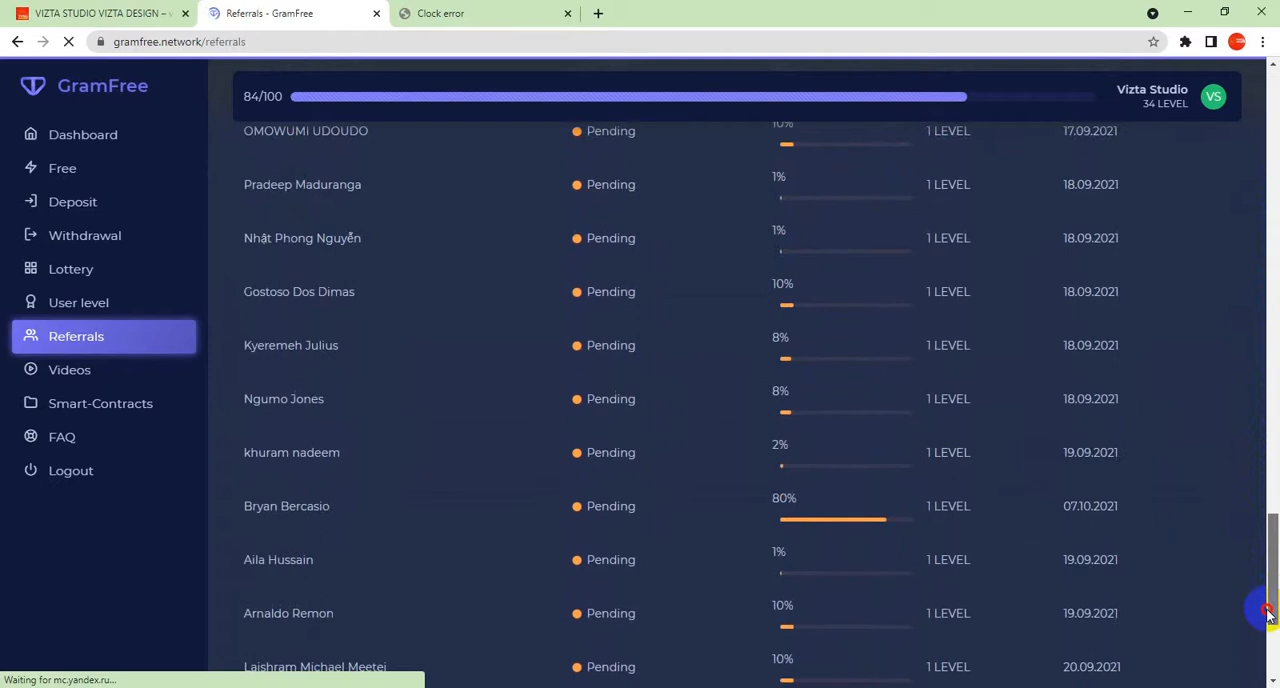 VIZTA STUDIO VIZTA DESIGN – v
Referrals - GramFree
Clock error
gramfree.network/referrals
GramFree
84/100
Vizta Studio
34 LEVEL
VS
Dashboard
Free
Deposit
Withdrawal
Lottery
User level
Referrals
Videos
Smart-Contracts
FAQ
Logout
OMOWUMI UDOUDO Pending 10% 1 LEVEL 17.09.2021
Pradeep Maduranga Pending 1% 1 LEVEL 18.09.2021
Nhật Phong Nguyễn Pending 1% 1 LEVEL 18.09.2021
Gostoso Dos Dimas Pending 10% 1 LEVEL 18.09.2021
Kyeremeh Julius Pending 8% 1 LEVEL 18.09.2021
Ngumo Jones Pending 8% 1 LEVEL 18.09.2021
khuram nadeem Pending 2% 1 LEVEL 19.09.2021
Bryan Bercasio Pending 80% 1 LEVEL 07.10.2021
Aila Hussain Pending 1% 1 LEVEL 19.09.2021
Arnaldo Remon Pending 10% 1 LEVEL 19.09.2021
Laishram Michael Meetei Pending 10% 1 LEVEL 20.09.2021
Waiting for mc.yandex.ru...